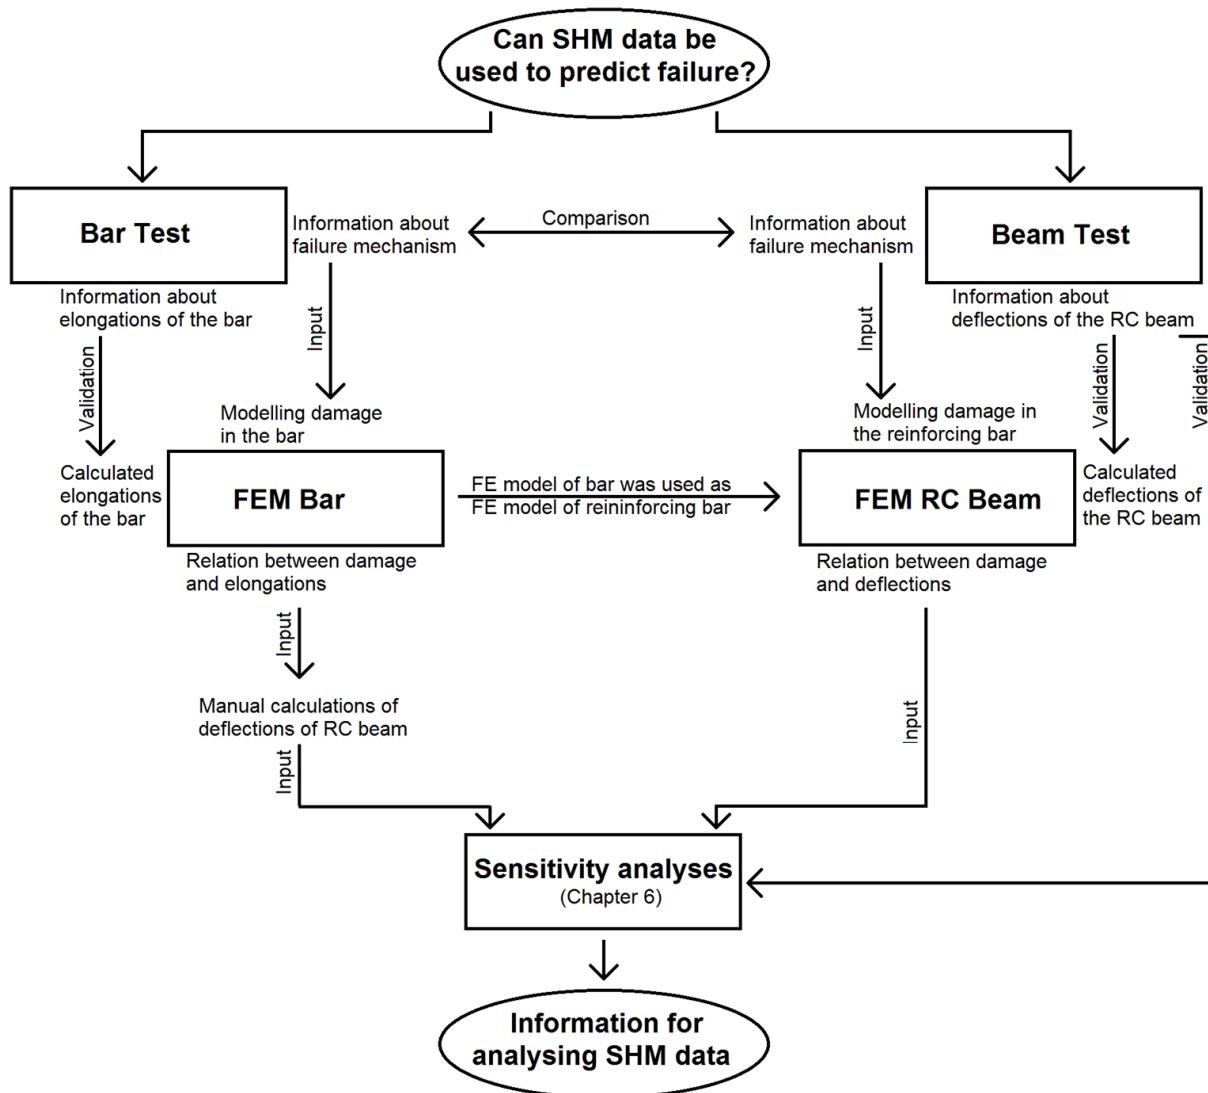 Can SHM data be
used to predict failure?
Bar Test
Information about
failure mechanism
Comparison
Information about
failure mechanism
Beam Test
Information about
elongations of the bar
Input
Input
Information about
deflections of the RC beam
Validation
Validation
Validation
Modelling damage
in the bar
Modelling damage in
the reinforcing bar
Calculated
elongations
of the bar
FEM Bar
FE model of bar was used as
FE model of reininforcing bar
FEM RC Beam
Calculated
deflections of
the RC beam
Relation between damage
and elongations
Relation between damage
and deflections
Input
Manual calculations of
deflections of RC beam
Input
Input
Sensitivity analyses
(Chapter 6)
Information for
analysing SHM data